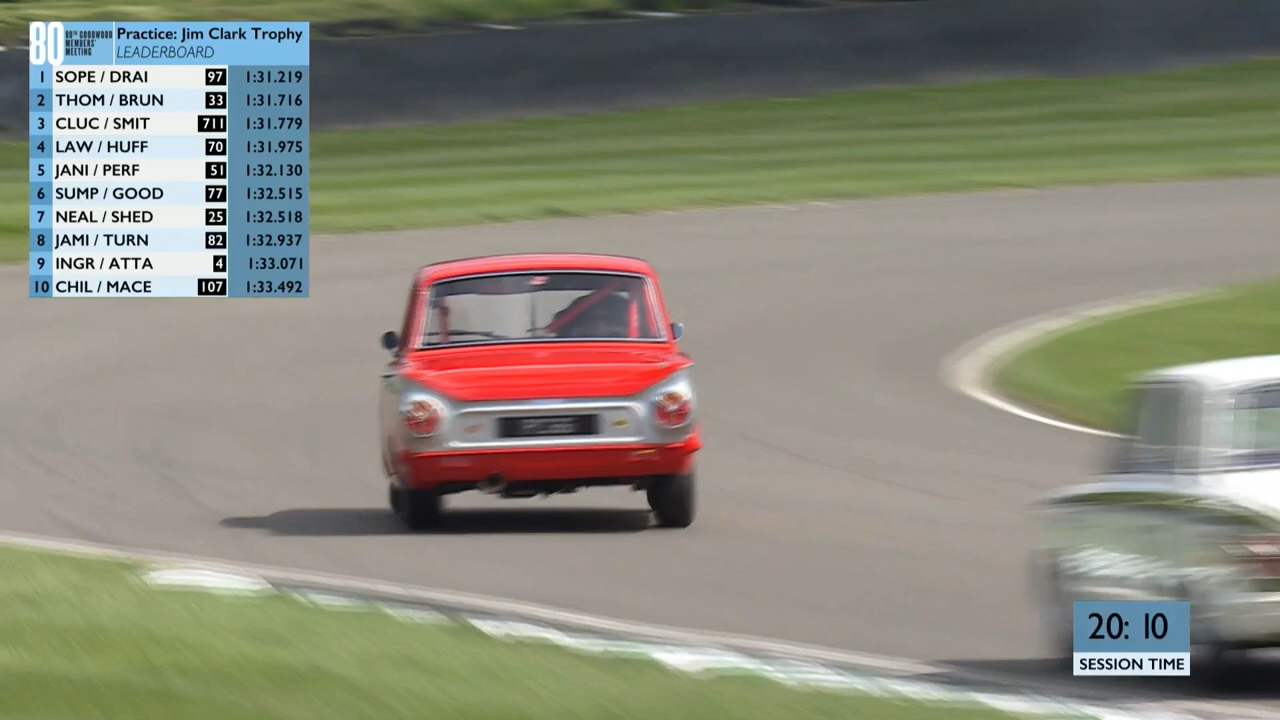 80 80TH GOODWOOD MEMBERS' MEETING
Practice: Jim Clark Trophy
LEADERBOARD
1 SOPE / DRAI 97 1:31.219
2 THOM / BRUN 33 1:31.716
3 CLUC / SMIT 711 1:31.779
4 LAW / HUFF 70 1:31.975
5 JANI / PERF 51 1:32.130
6 SUMP / GOOD 77 1:32.515
7 NEAL / SHED 25 1:32.518
8 JAMI / TURN 82 1:32.937
9 INGR / ATTA 4 1:33.071
10 CHIL / MACE 107 1:33.492
20: 10
SESSION TIME